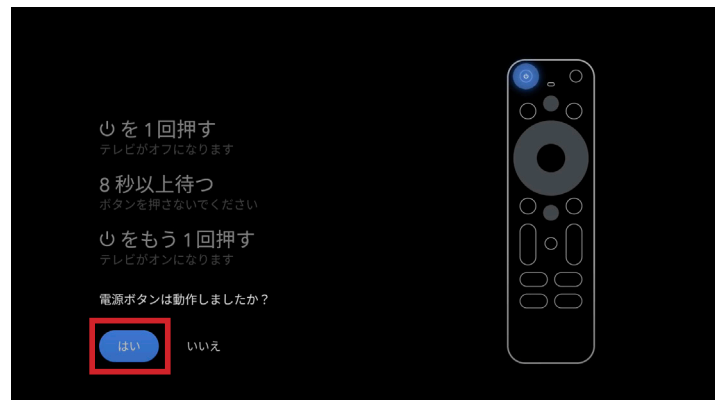 ⏻ を 1 回押す
テレビがオフになります
8 秒以上待つ
ボタンを押さないでください
⏻ をもう 1 回押す
テレビがオンになります
電源ボタンは動作しましたか？
はい いいえ